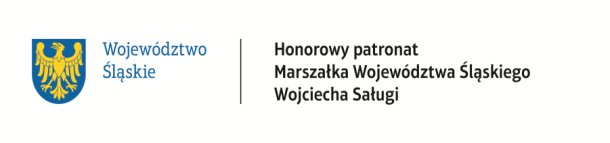 Województwo
Śląskie
Honorowy patronat
Marszałka Województwa Śląskiego
Wojciecha Saługi